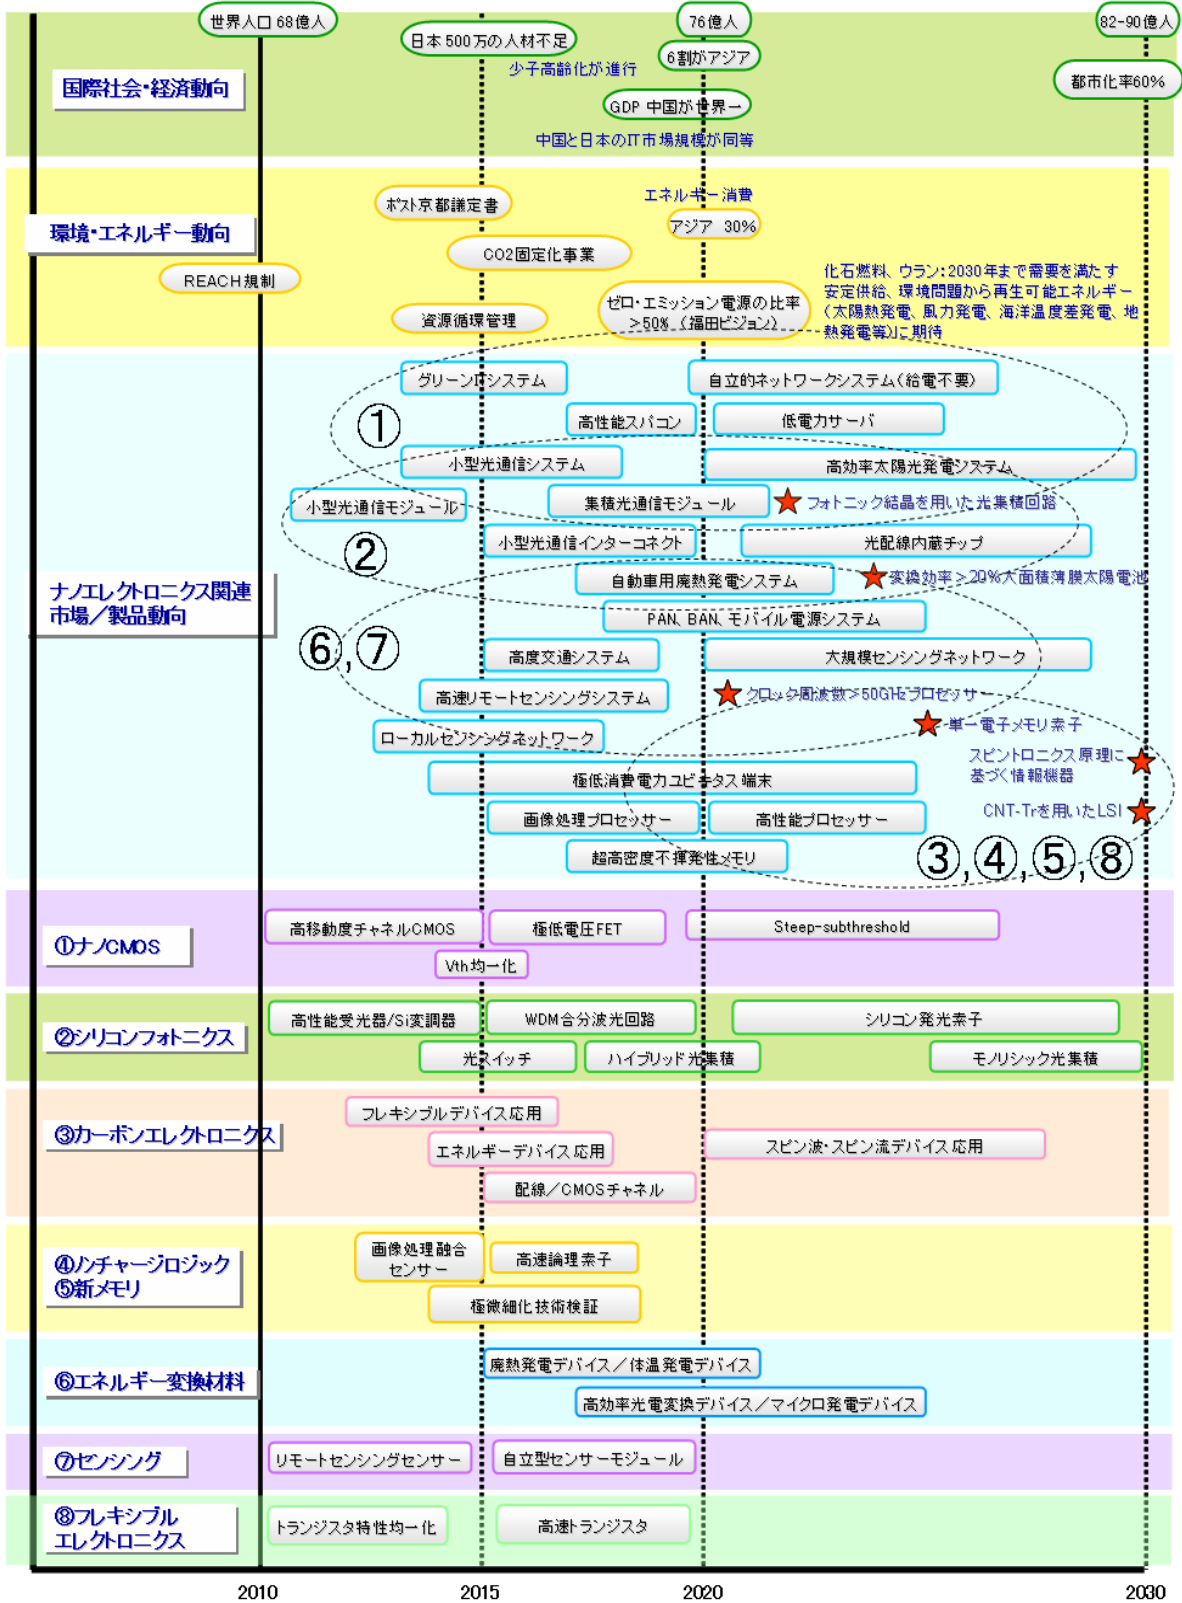 世界人口 68億人
76億人
82-90億人
日本 500万の人材不足
6割がアジア
少子高齢化が進行
都市化率60%
国際社会・経済動向
GDP 中国が世界一
中国と日本のIT市場規模が同等
エネルギー消費
ポスト京都議定書
アジア 30%
環境・エネルギー動向
CO2固定化事業
REACH規制
化石燃料、ウラン:2030年まで需要を満たす
安定供給、環境問題から再生可能エネルギー
(太陽熱発電、風力発電、海洋温度差発電、地
熱発電等)に期待
ゼロ・エミッション電源の比率
>50% (福田ビジョン)
資源循環管理
グリーンITシステム
自立的ネットワークシステム(給電不要)
①
高性能スパコン
低電力サーバ
小型光通信システム
高効率太陽光発電システム
小型光通信モジュール
集積光通信モジュール
フォトニック結晶を用いた光集積回路
②
小型光通信インターコネクト
光配線内蔵チップ
自動車用廃熱発電システム
変換効率>20%大面積薄膜太陽電池
ナノエレクトロニクス関連
市場/製品動向
PAN、BAN、モバイル電源システム
⑥,⑦
高度交通システム
大規模センシングネットワーク
高速リモートセンシングシステム
クロック周波数>50GHzプロセッサー
ローカルセンシングネットワーク
単一電子メモリ素子
スピントロニクス原理に
基づく情報機器
極低消費電力ユビキタス端末
画像処理プロセッサー
高性能プロセッサー
CNT-Trを用いたLSI
超高密度不揮発性メモリ
③,④,⑤,⑧
①ナノCMOS
高移動度チャネルCMOS
極低電圧FET
Steep-subthreshold
Vth均一化
②シリコンフォトニクス
高性能受光器/Si変調器
WDM合分波光回路
シリコン発光素子
光スイッチ
ハイブリッド光集積
モノリシック光集積
③カーボンエレクトロニクス
フレキシブルデバイス応用
エネルギーデバイス応用
スピン波・スピン流デバイス応用
配線/CMOSチャネル
④ノンチャージロジック
⑤新メモリ
画像処理融合
センサー
高速論理素子
極微細化技術検証
⑥エネルギー変換材料
廃熱発電デバイス/体温発電デバイス
高効率光電変換デバイス/マイクロ発電デバイス
⑦センシング
リモートセンシングセンサー
自立型センサーモジュール
⑧フレキシブル
エレクトロニクス
トランジスタ特性均一化
高速トランジスタ
2010
2015
2020
2030